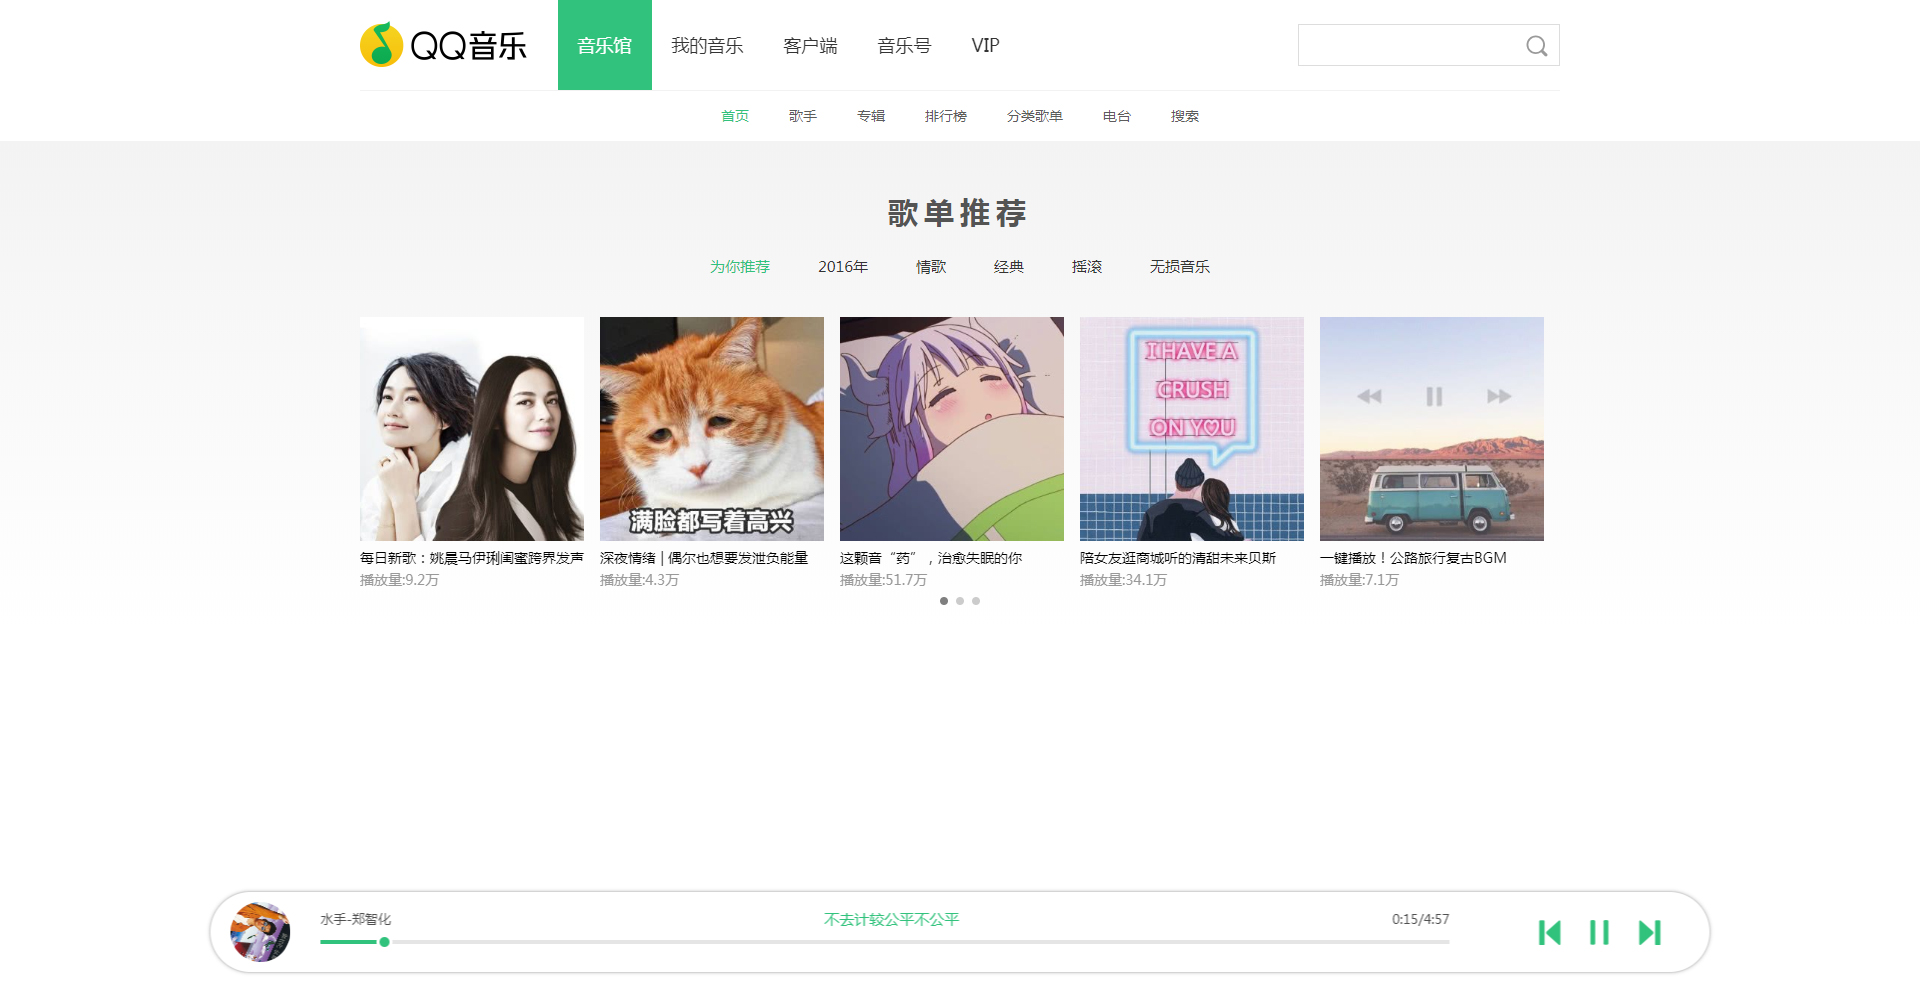 QQ音乐
音乐馆 我的音乐 客户端 音乐号 VIP
首页 歌手 专辑 排行榜 分类歌单 电台 搜索
歌单推荐
为你推荐 2016年 情歌 经典 摇滚 无损音乐
满脸都写着高兴
I HAVE A
CRUSH
ON YOU
每日新歌：姚晨马伊琍闺蜜跨界发声
播放量:9.2万
深夜情绪 | 偶尔也想要发泄负能量
播放量:4.3万
这颗音“药”，治愈失眠的你
播放量:51.7万
陪女友逛商城听的清甜未来贝斯
播放量:34.1万
一键播放！公路旅行复古BGM
播放量:7.1万
水手-郑智化
不去计较公平不公平
0:15/4:57